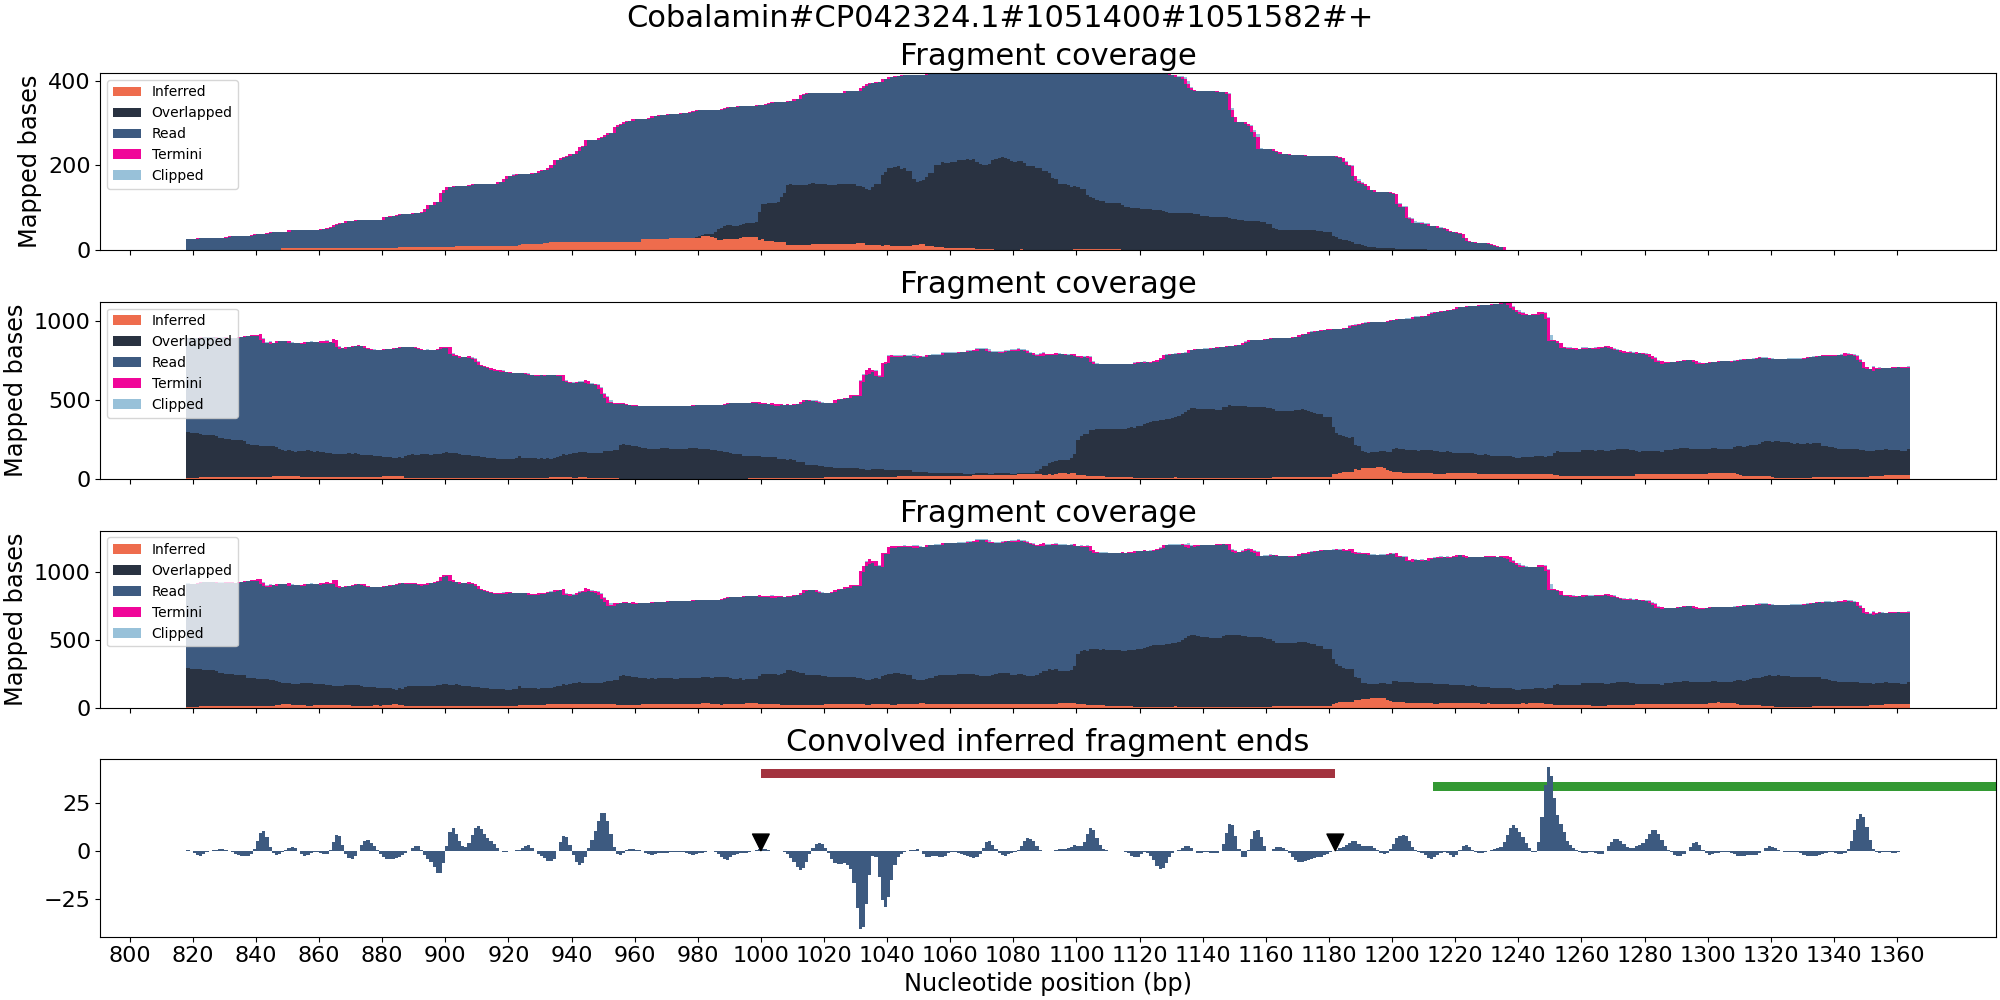 Cobalamin#CP042324.1#1051400#1051582#+
Fragment coverage
Mapped bases
400
200
0
Inferred
Overlapped
Read
Termini
Clipped
Fragment coverage
Mapped bases
1000
500
0
Inferred
Overlapped
Read
Termini
Clipped
Fragment coverage
Mapped bases
1000
500
0
Inferred
Overlapped
Read
Termini
Clipped
Convolved inferred fragment ends
25
0
−25
800 820 840 860 880 900 920 940 960 980 1000 1020 1040 1060 1080 1100 1120 1140 1160 1180 1200 1220 1240 1260 1280 1300 1320 1340 1360
Nucleotide position (bp)